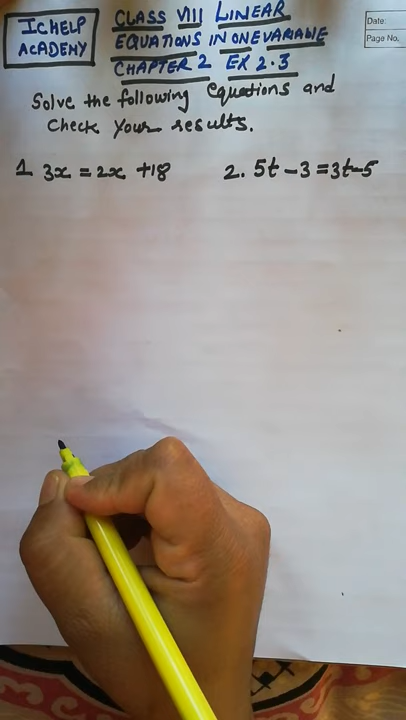 ICHELP
ACADEMY
CLASS VIII LINEAR
EQUATIONS IN ONE VARIABLE
CHAPTER 2 EX 2.3
Date:
Page No.
Solve the following equations and
check your results.
1. 3x = 2x +18
2. 5t - 3 = 3t - 5